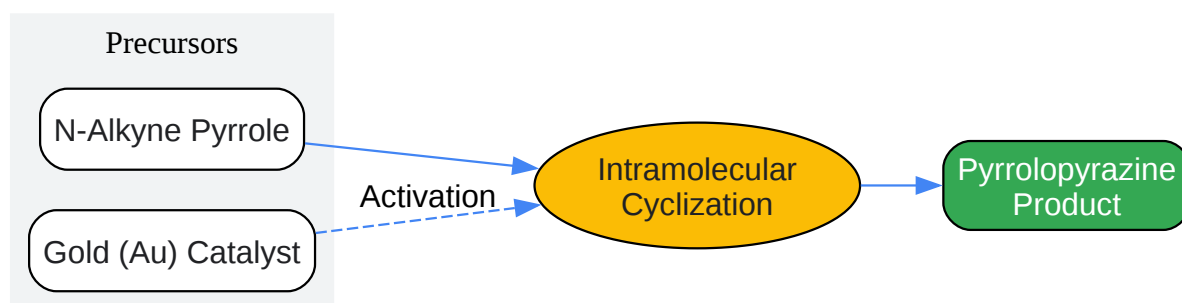 Precursors
N-Alkyne Pyrrole
Activation
Gold (Au) Catalyst
Intramolecular
Cyclization
Pyrrolopyrazine
Product